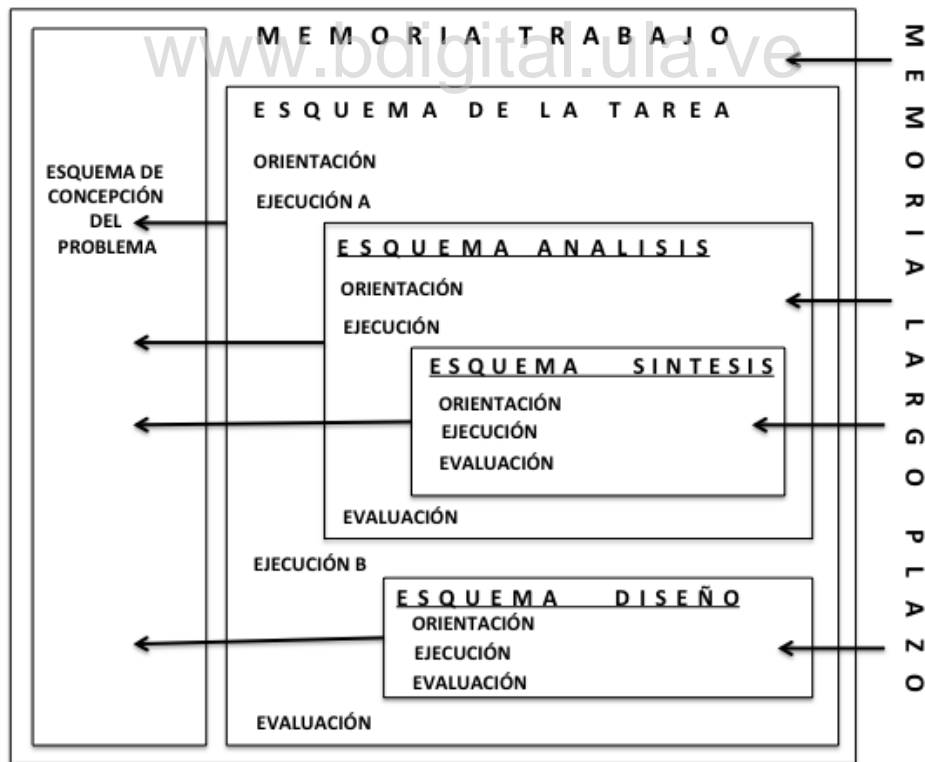 www.bdigital.ula.ve
MEMORIA TRABAJO
ESQUEMA DE LA TAREA
ORIENTACIÓN
EJECUCIÓN A
ESQUEMA DE
CONCEPCIÓN
DEL
PROBLEMA
ESQUEMA ANALISIS
ORIENTACIÓN
EJECUCIÓN
ESQUEMA SINTESIS
ORIENTACIÓN
EJECUCIÓN
EVALUACIÓN
EVALUACIÓN
EJECUCIÓN B
ESQUEMA DISEÑO
ORIENTACIÓN
EJECUCIÓN
EVALUACIÓN
EVALUACIÓN
MEMORIA LARGO PLAZO